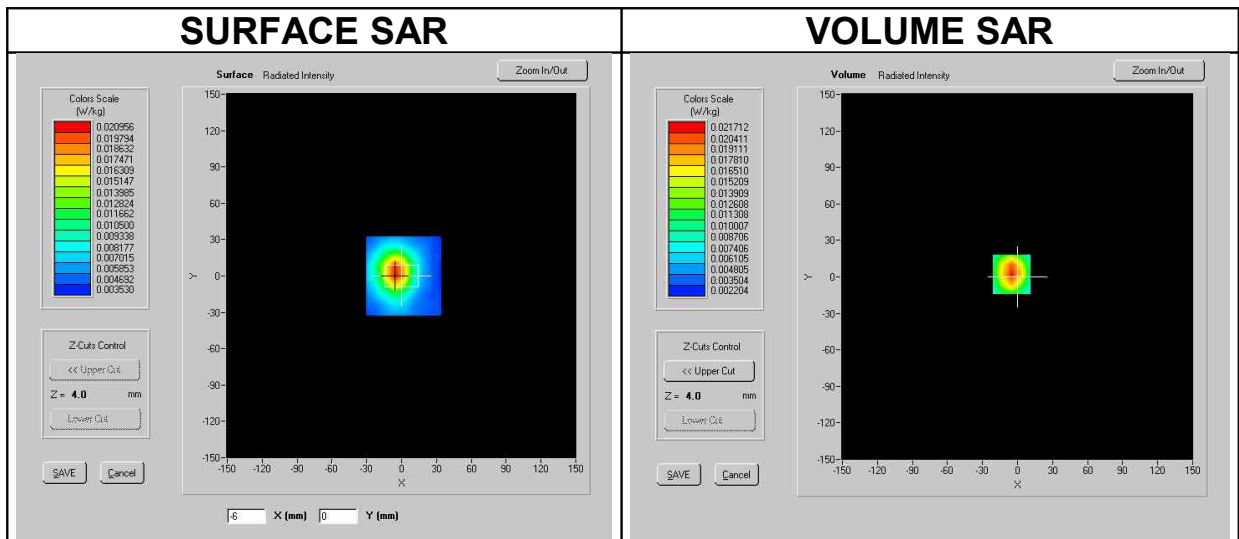 SURFACE SAR
VOLUME SAR
Surface Radiated Intensity
Zoom In/Out
Colors Scale
(W/kg)
0.020956
0.019794
0.018632
0.017471
0.016309
0.015147
0.013985
0.012824
0.011662
0.010500
0.009338
0.008177
0.007015
0.005853
0.004692
0.003530
150
120
90
60
30
0
-30
-60
-90
-120
-150
Y
-150 -120 -90 -60 -30 0 30 60 90 120 150
X
Z-Cuts Control
<< Upper Cut
Z = 4.0 mm
Lower Cut
SAVE Cancel
-6 X (mm) 0 Y (mm)
Volume Radiated Intensity
Zoom In/Out
Colors Scale
(W/kg)
0.021712
0.020411
0.019111
0.017810
0.016510
0.015209
0.013909
0.012608
0.011308
0.010007
0.008706
0.007406
0.006105
0.004805
0.003504
0.002204
150
120
90
60
30
0
-30
-60
-90
-120
-150
Y
-150 -120 -90 -60 -30 0 30 60 90 120 150
X
Z-Cuts Control
<< Upper Cut
Z = 4.0 mm
Lower Cut
SAVE Cancel